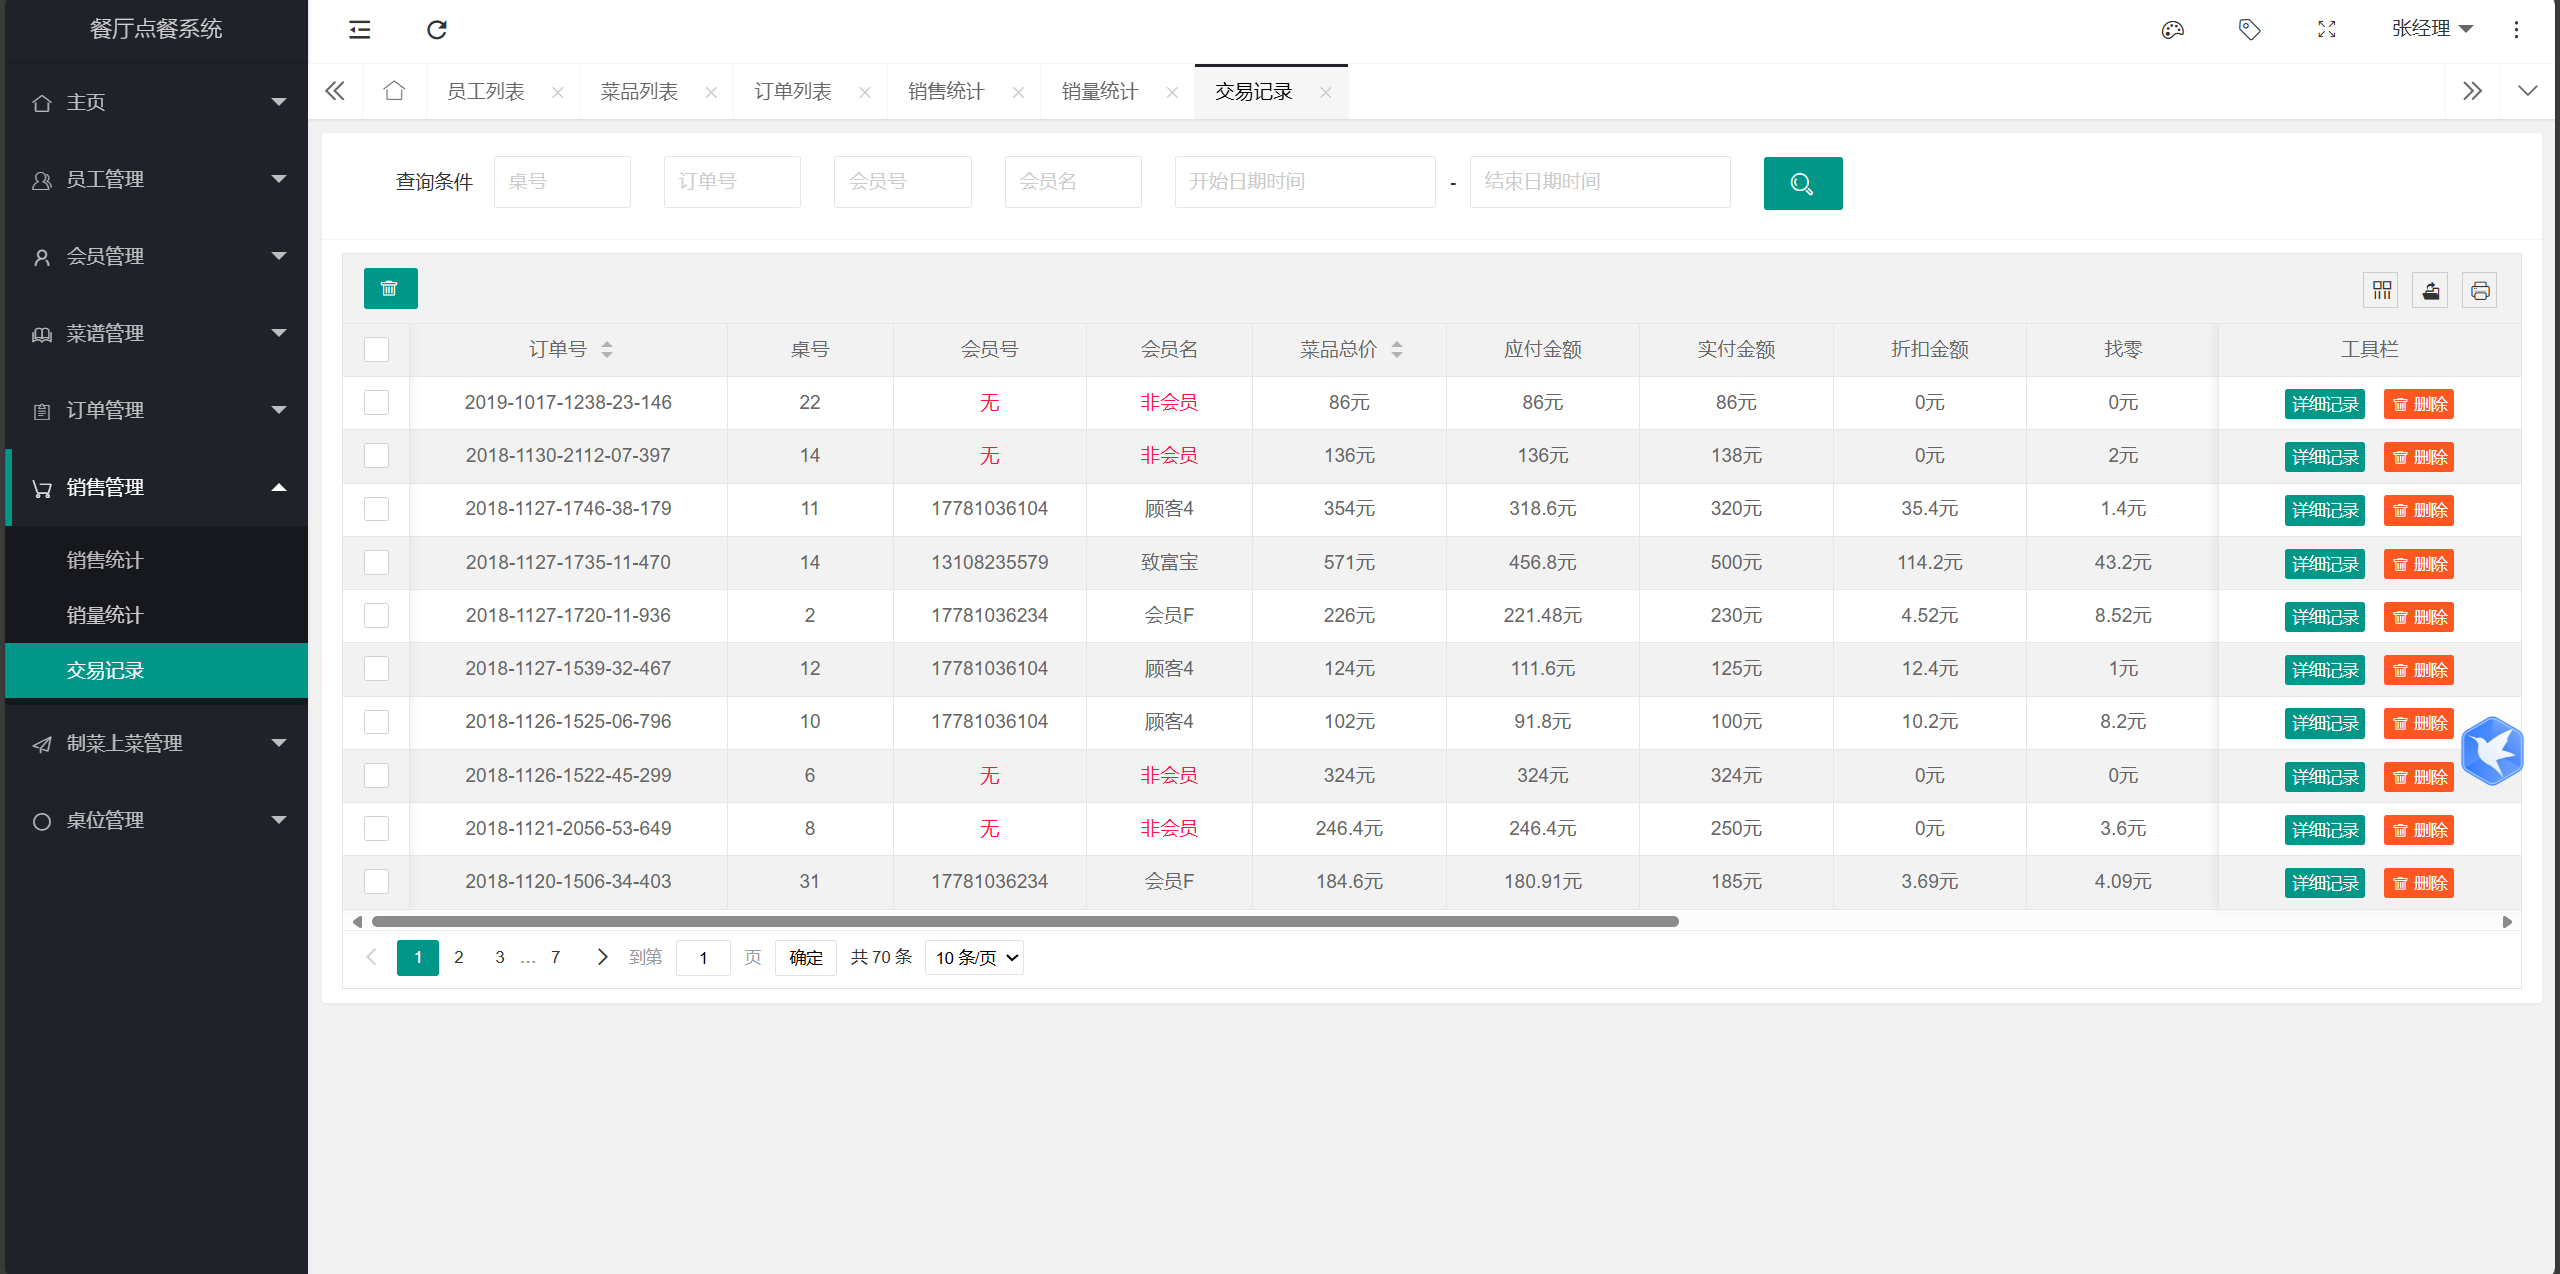 餐厅点餐系统
张经理
主页
员工管理
会员管理
菜谱管理
订单管理
销售管理
销售统计
销量统计
交易记录
制菜上菜管理
桌位管理
员工列表 菜品列表 订单列表 销售统计 销量统计 交易记录
查询条件 桌号 订单号 会员号 会员名 开始日期时间 - 结束日期时间
订单号 桌号 会员号 会员名 菜品总价 应付金额 实付金额 折扣金额 找零 工具栏
2019-1017-1238-23-146 22 无 非会员 86元 86元 86元 0元 0元 详细记录 删除
2018-1130-2112-07-397 14 无 非会员 136元 136元 138元 0元 2元 详细记录 删除
2018-1127-1746-38-179 11 17781036104 顾客4 354元 318.6元 320元 35.4元 1.4元 详细记录 删除
2018-1127-1735-11-470 14 13108235579 致富宝 571元 456.8元 500元 114.2元 43.2元 详细记录 删除
2018-1127-1720-11-936 2 17781036234 会员F 226元 221.48元 230元 4.52元 8.52元 详细记录 删除
2018-1127-1539-32-467 12 17781036104 顾客4 124元 111.6元 125元 12.4元 1元 详细记录 删除
2018-1126-1525-06-796 10 17781036104 顾客4 102元 91.8元 100元 10.2元 8.2元 详细记录 删除
2018-1126-1522-45-299 6 无 非会员 324元 324元 324元 0元 0元 详细记录 删除
2018-1121-2056-53-649 8 无 非会员 246.4元 246.4元 250元 0元 3.6元 详细记录 删除
2018-1120-1506-34-403 31 17781036234 会员F 184.6元 180.91元 185元 3.69元 4.09元 详细记录 删除
1 2 3 … 7 到第 1 页 确定 共 70 条 10 条/页